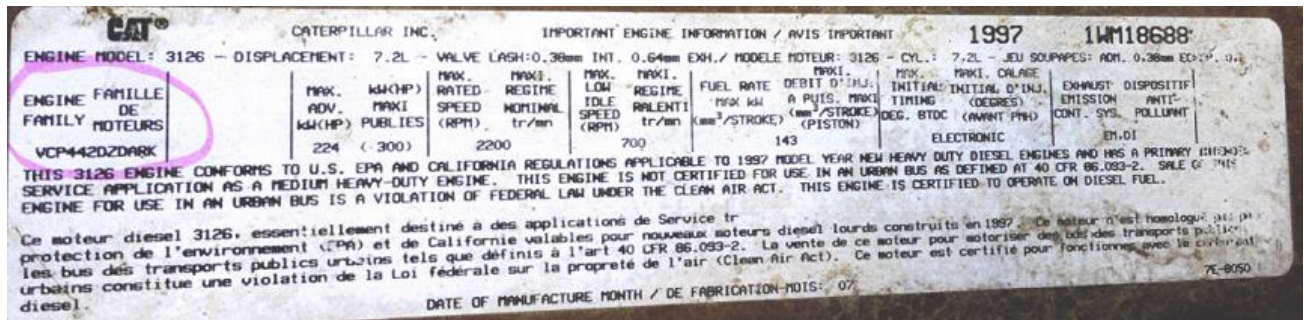 CAT® CATERPILLAR INC. IMPORTANT ENGINE INFORMATION / AVIS IMPORTANT 1997 1WM18688
ENGINE MODEL: 3126 - DISPLACEMENT: 7.2L - VALVE LASH:0.38mm INT. 0.64mm EXH./ MODELE MOTEUR: 3126 - CYL.: 7.2L - JEU SOUPAPES: ADM. 0.38mm
ENGINE FAMILY
FAMILLE DE MOTEURS
MAX. ADV. kW(HP)
kW(HP) MAXI PUBLIES
MAX. RATED SPEED (RPM)
MAXI. REGIME NOMINAL tr/mn
MAX. LOW IDLE SPEED (RPM)
MAXI. REGIME RALENTI tr/mn
FUEL RATE MAX kW (mm³/STROKE)
MAXI. DEBIT D'INJ. A PUIS. MAXI (mm³/STROKE) (PISTON)
MAX. INITIAL TIMING DEG. BTDC
MAXI. CALAGE INITIAL D'INJ. (DEGRES) (AVANT PMH)
EXHAUST EMISSION CONT. SYS.
DISPOSITIF ANTI- POLLUANT
VCP442DZDARK 224 ( 300) 2200 700 143 ELECTRONIC EM,DI
THIS 3126 ENGINE CONFORMS TO U.S. EPA AND CALIFORNIA REGULATIONS APPLICABLE TO 1997 MODEL YEAR NEW HEAVY DUTY DIESEL ENGINES AND HAS A PRIMARY
SERVICE APPLICATION AS A MEDIUM HEAVY-DUTY ENGINE. THIS ENGINE IS NOT CERTIFIED FOR USE IN AN URBAN BUS AS DEFINED AT 40 CFR 86.093-2. SALE OF THIS
ENGINE FOR USE IN AN URBAN BUS IS A VIOLATION OF FEDERAL LAW UNDER THE CLEAN AIR ACT. THIS ENGINE IS CERTIFIED TO OPERATE ON DIESEL FUEL.
Ce moteur diesel 3126, essentiellement destiné à des applications de Service tr
protection de l'environnement (EPA) et de Californie valables pour nouveaux moteurs diesel lourds construits en 1997. Ce moteur n'est homologué
les bus des transports publics urbains tels que définis à l'art 40 CFR 86.093-2. La vente de ce moteur pour motoriser des bus des transports publics
urbains constitue une violation de la Loi fédérale sur la propreté de l'air (Clean Air Act). Ce moteur est certifié pour fonctionner avec le
diesel. 7E-8050
DATE OF MANUFACTURE MONTH / DE FABRICATION-MOIS: 07